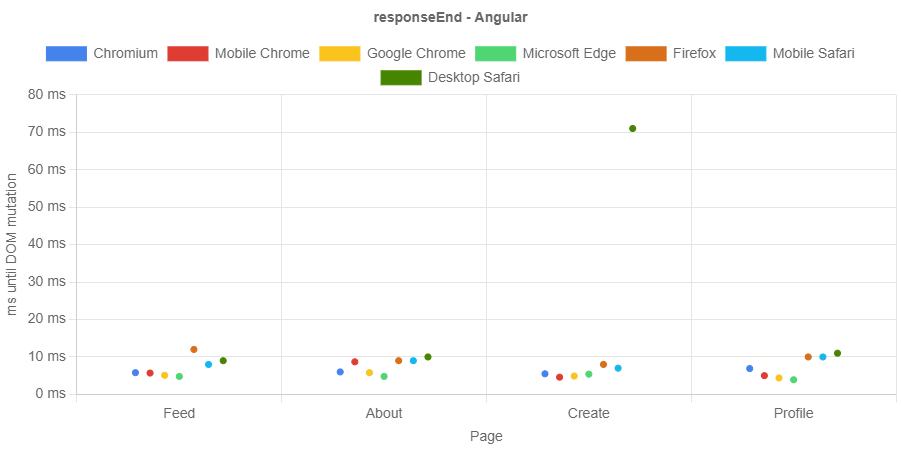 responseEnd - Angular
Chromium Mobile Chrome Google Chrome Microsoft Edge Firefox Mobile Safari
Desktop Safari
80 ms
70 ms
60 ms
50 ms
40 ms
30 ms
20 ms
10 ms
0 ms
ms until DOM mutation
Feed About Create Profile
Page